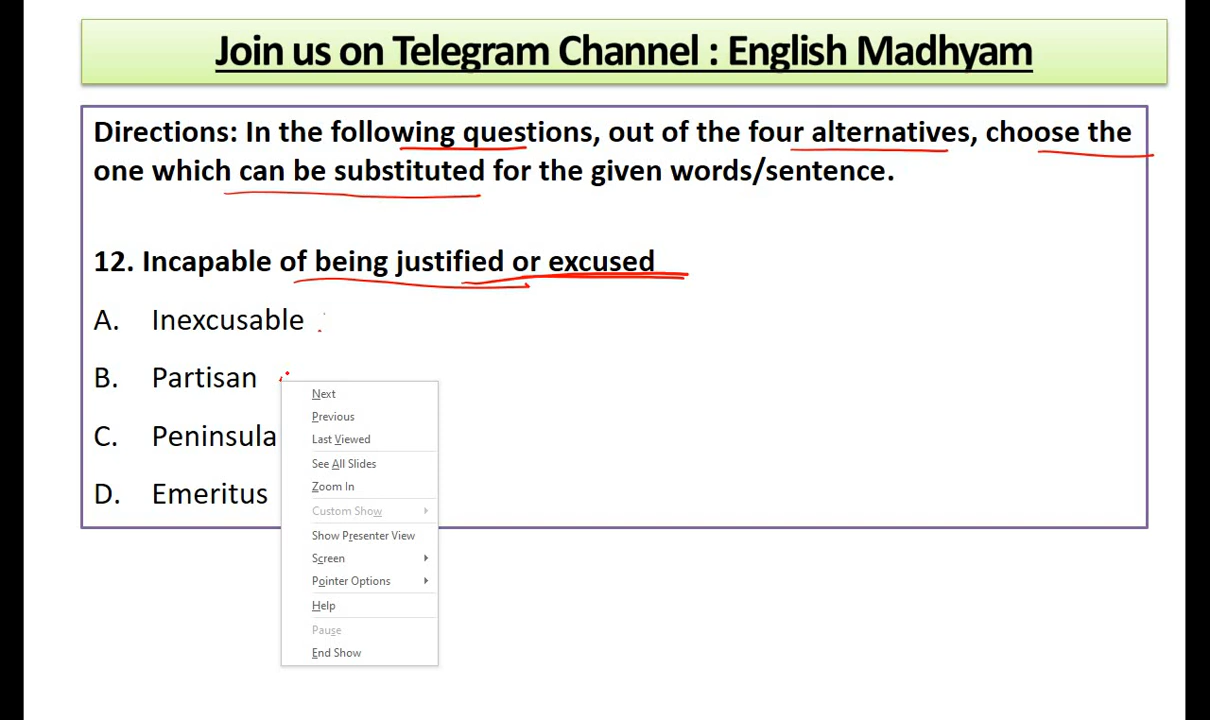 Join us on Telegram Channel : English Madhyam
Directions: In the following questions, out of the four alternatives, choose the
one which can be substituted for the given words/sentence.
12. Incapable of being justified or excused
A. Inexcusable
B. Partisan
C. Peninsula
D. Emeritus
Next
Previous
Last Viewed
See All Slides
Zoom In
Custom Show
Show Presenter View
Screen
Pointer Options
Help
Pause
End Show